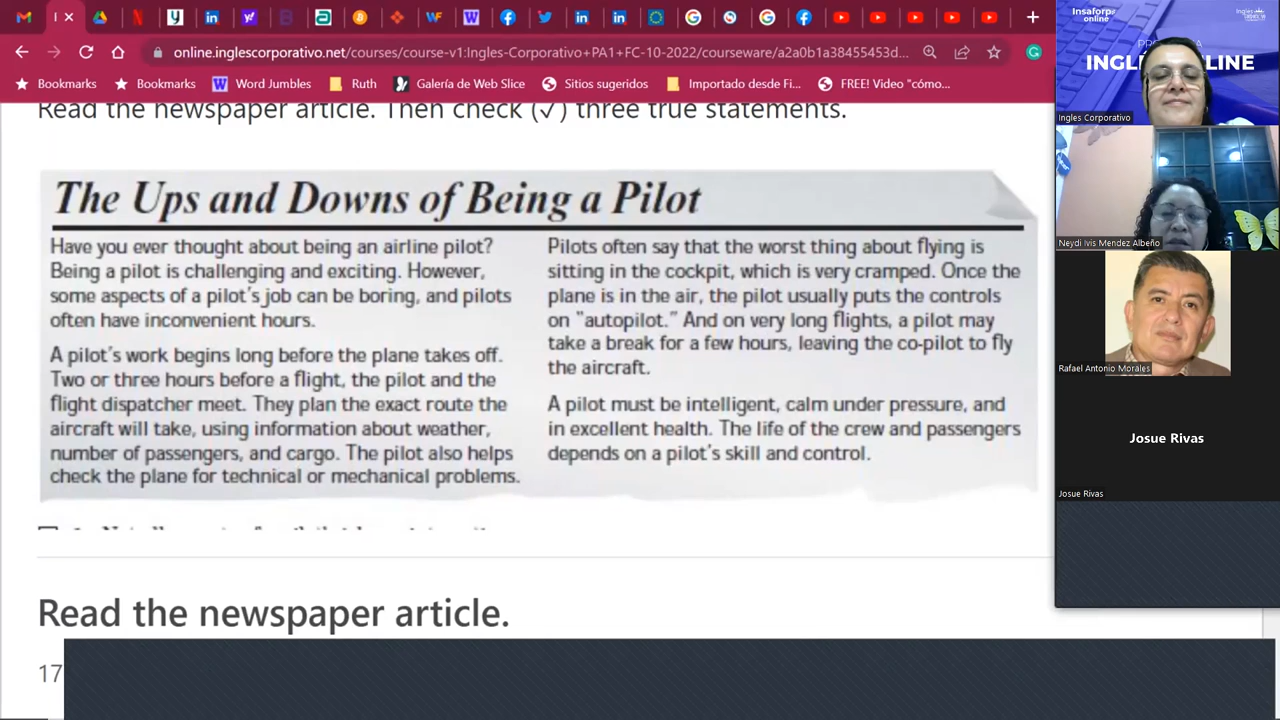 online.inglescorporativo.net/courses/course-v1:Ingles-Corporativo+PA1+FC-10-2022/courseware/a2a0b1a38455453d...
Bookmarks
Bookmarks
Word Jumbles
Ruth
Galería de Web Slice
Sitios sugeridos
Importado desde Fi...
FREE! Video "cómo...
Read the newspaper article. Then check (✓) three true statements.
The Ups and Downs of Being a Pilot
Have you ever thought about being an airline pilot?
Being a pilot is challenging and exciting. However,
some aspects of a pilot's job can be boring, and pilots
often have inconvenient hours.
A pilot's work begins long before the plane takes off.
Two or three hours before a flight, the pilot and the
flight dispatcher meet. They plan the exact route the
aircraft will take, using information about weather,
number of passengers, and cargo. The pilot also helps
check the plane for technical or mechanical problems.
Pilots often say that the worst thing about flying is
sitting in the cockpit, which is very cramped. Once the
plane is in the air, the pilot usually puts the controls
on "autopilot." And on very long flights, a pilot may
take a break for a few hours, leaving the co-pilot to fly
the aircraft.
A pilot must be intelligent, calm under pressure, and
in excellent health. The life of the crew and passengers
depends on a pilot's skill and control.
Read the newspaper article.
17
Insaforp
online
Ingles Corporativo
Neydi Ivis Mendez Albeño
Rafael Antonio Morales
Josue Rivas
Josue Rivas